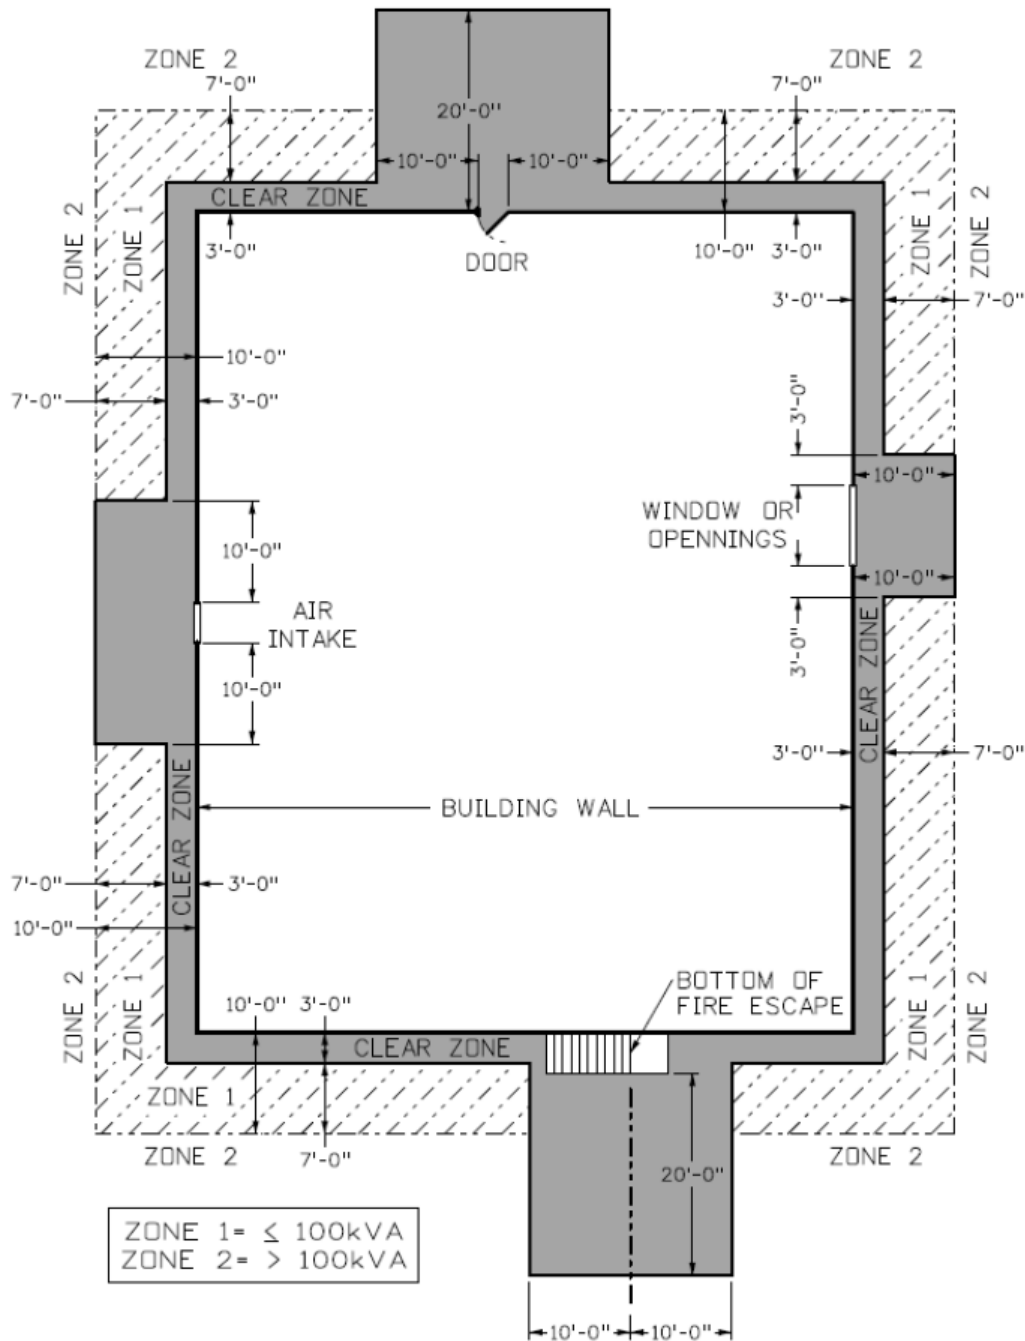 ZONE 2
ZONE 2
7'-0"
7'-0"
20'-0"
10'-0"
10'-0"
CLEAR ZONE
ZONE 2
ZONE 1
ZONE 1
ZONE 2
3'-0"
10'-0"
3'-0"
DOOR
3'-0"
7'-0"
10'-0"
7'-0"
3'-0"
3'-0"
10'-0"
WINDOW OR
OPENNINGS
10'-0"
10'-0"
AIR
INTAKE
3'-0"
CLEAR ZONE
10'-0"
3'-0"
7'-0"
BUILDING WALL
CLEAR ZONE
7'-0"
3'-0"
10'-0"
BOTTOM OF
FIRE ESCAPE
ZONE 2
ZONE 1
ZONE 1
ZONE 2
10'-0"
3'-0"
CLEAR ZONE
ZONE 1
ZONE 2
7'-0"
ZONE 2
20'-0"
ZONE 1= ≤ 100kVA
ZONE 2= > 100kVA
10'-0"
10'-0"